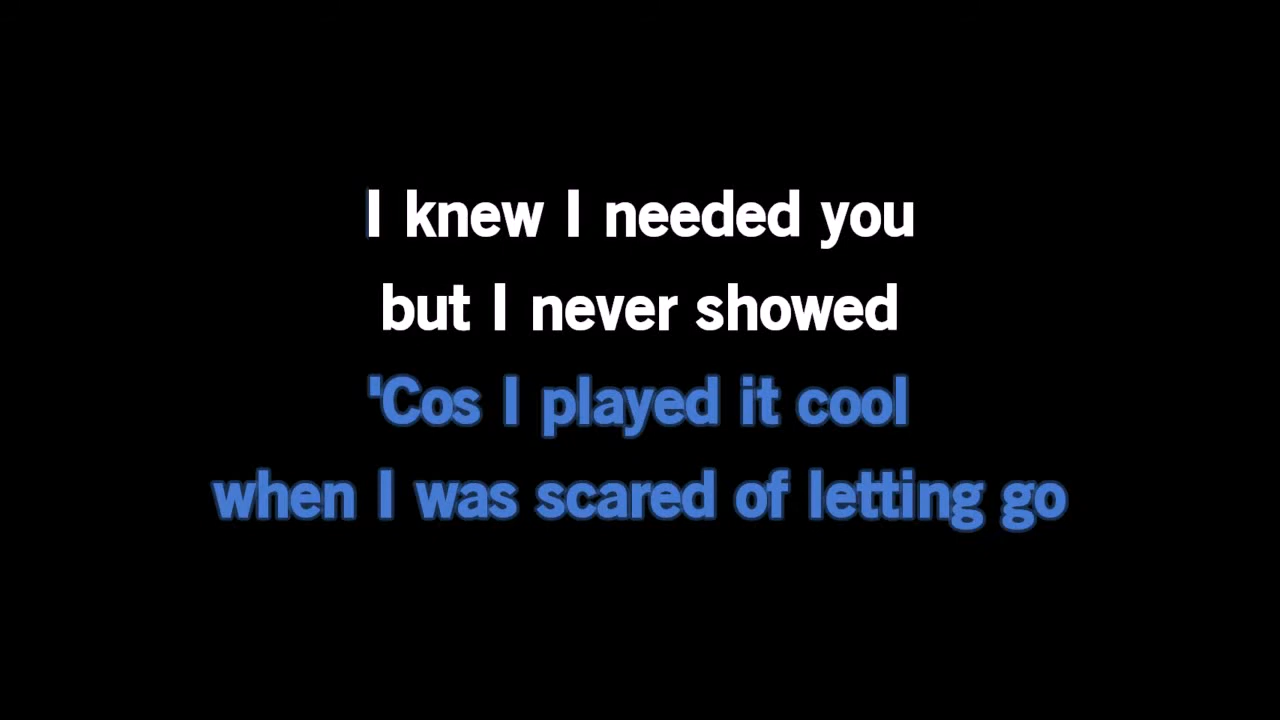 I knew I needed you
but I never showed
'Cos I played it cool
when I was scared of letting go